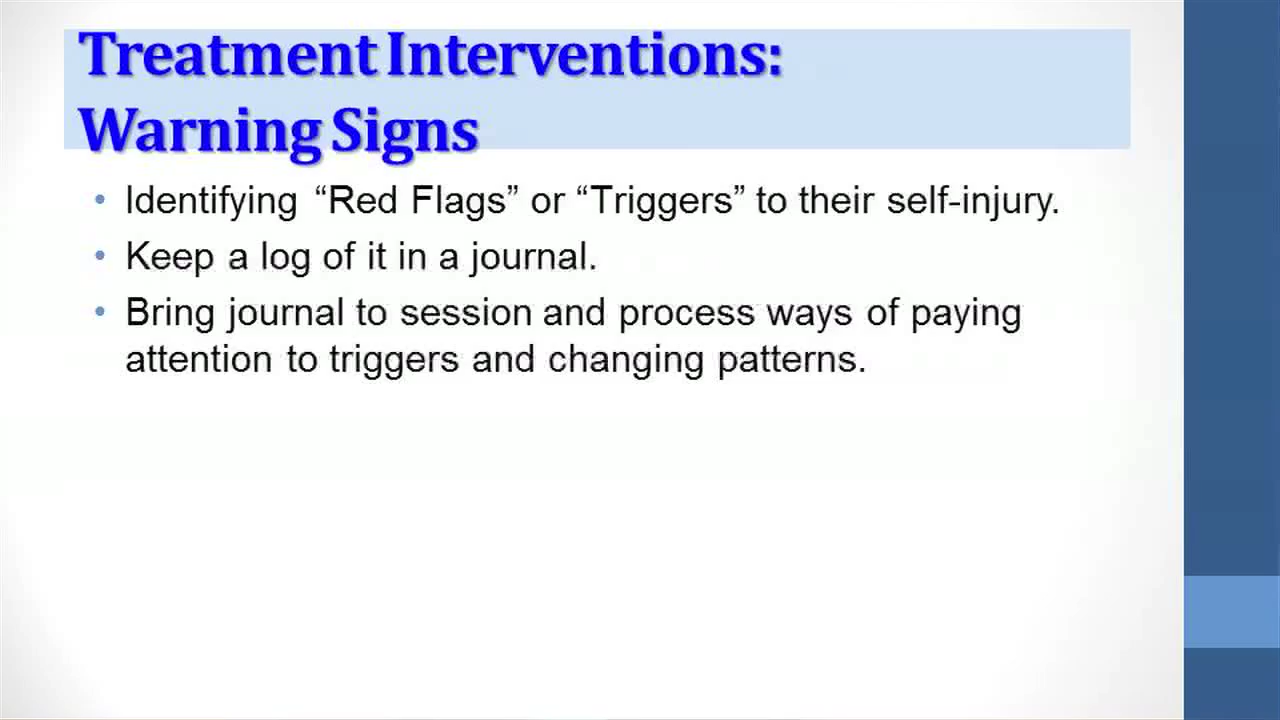 Treatment Interventions:
Warning Signs
• Identifying “Red Flags” or “Triggers” to their self-injury.
• Keep a log of it in a journal.
• Bring journal to session and process ways of paying
attention to triggers and changing patterns.